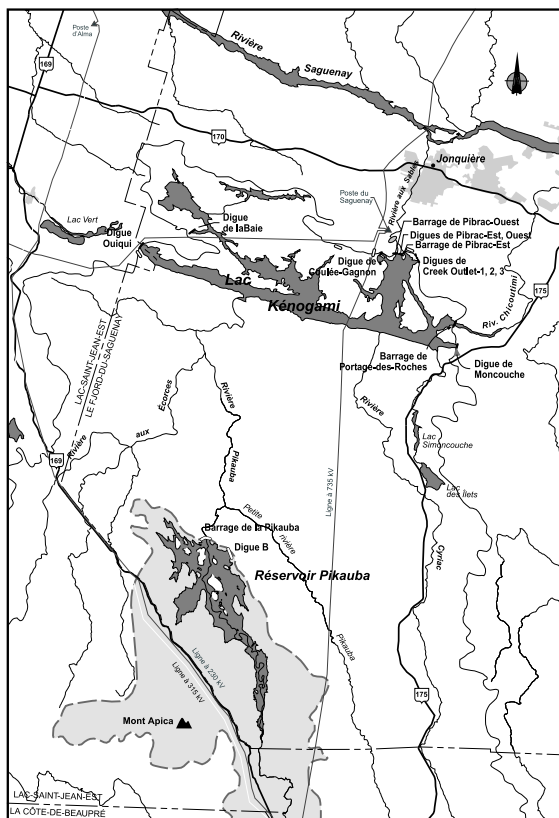 Poste
d'Alma
169
Rivière
Saguenay
170
Jonquière
Rivière aux Sables
Poste du
Saguenay
Lac Vert
Digue
Ouiqui
Digue
de laBaie
Barrage de Pibrac-Ouest
Digues de Pibrac-Est, Ouest
Barrage de Pibrac-Est
Digue de
Coulée-Gagnon
Digues de
Creek Outlet-1, 2, 3
175
Lac
Kénogami
Riv. Chicoutimi
Barrage de
Portage-des-Roches
Digue de
Moncouche
LAC-SAINT-JEAN-EST
LE FJORD-DU-SAGUENAY
Rivière
aux
Écorces
Rivière
Pikauba
Rivière
Cyriac
Lac
Simoncouche
Lac
des Îlets
169
Ligne à 735 kV
Petite
rivière
Pikauba
Barrage de la Pikauba
Digue B
Réservoir Pikauba
Ligne à 230 kV
Ligne à 315 kV
Mont Apica
175
LAC-SAINT-JEAN-EST
LA CÔTE-DE-BEAUPRÉ